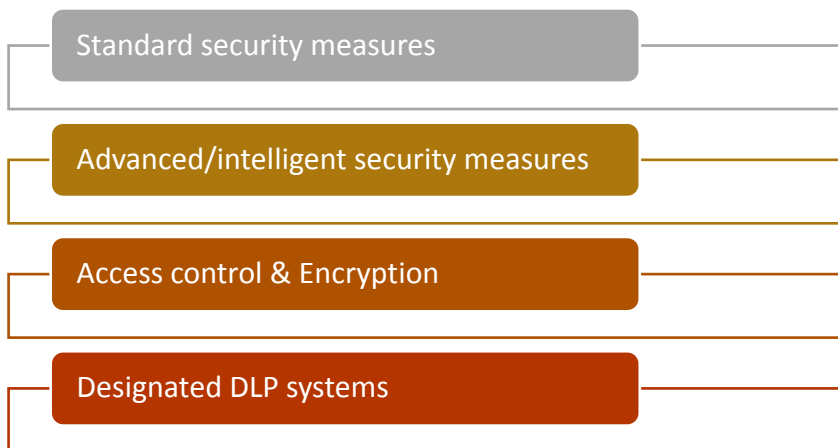 Standard security measures
Advanced/intelligent security measures
Access control & Encryption
Designated DLP systems